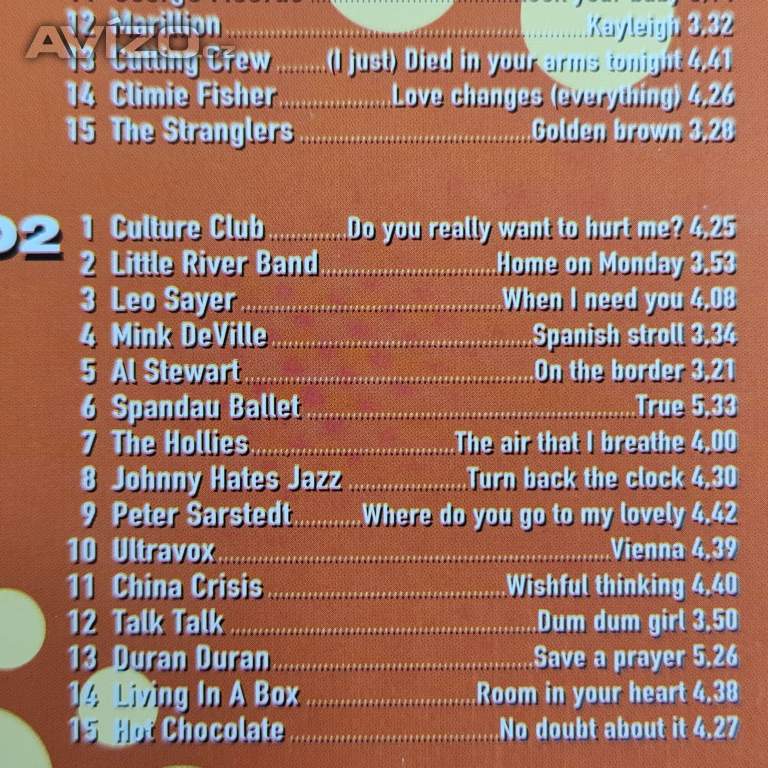 12 Marillion Kayleigh 3,32
13 Cutting Crew (I just) Died in your arms tonight 4,41
14 Climie Fisher Love changes (everything) 4,26
15 The Stranglers Golden brown 3,28
1 Culture Club Do you really want to hurt me? 4,25
2 Little River Band Home on Monday 3,53
3 Leo Sayer When I need you 4,08
4 Mink DeVille Spanish stroll 3,34
5 Al Stewart On the border 3,21
6 Spandau Ballet True 5,33
7 The Hollies The air that I breathe 4,00
8 Johnny Hates Jazz Turn back the clock 4,30
9 Peter Sarstedt Where do you go to my lovely 4,42
10 Ultravox Vienna 4,39
11 China Crisis Wishful thinking 4,40
12 Talk Talk Dum dum girl 3,50
13 Duran Duran Save a prayer 5,26
14 Living In A Box Room in your heart 4,38
15 Hot Chocolate No doubt about it 4,27
AVÍZO.cz